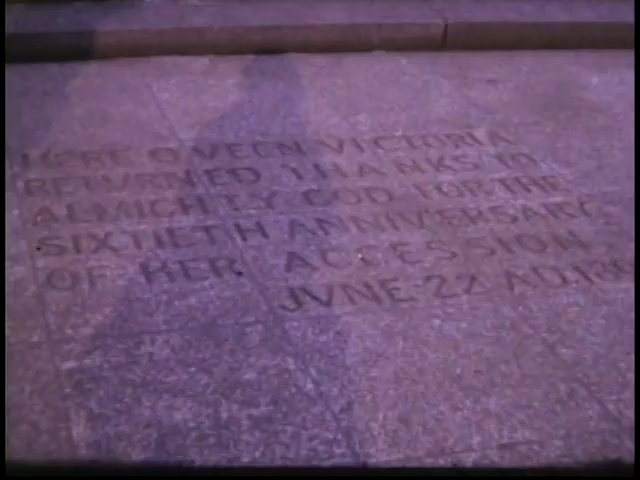 HERE QVEEN VICTORIA
RETVRNED THANKS TO
ALMIGHTY GOD FOR THE
SIXTIETH ANNIVERSARY
OF HER ACCESSION
JVNE 22 A.D.